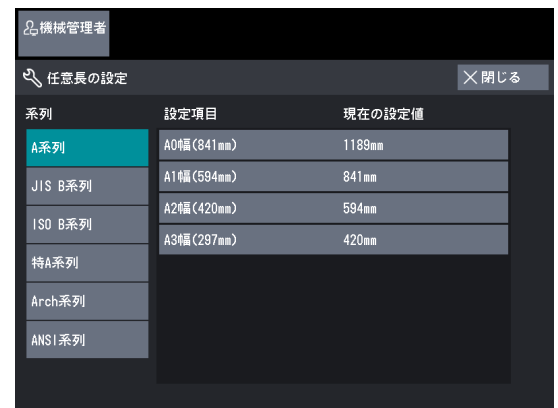 機械管理者
任意長の設定
閉じる
系列 設定項目 現在の設定値
A系列
JIS B系列
ISO B系列
特A系列
Arch系列
ANSI系列
A0幅(841mm) 1189mm
A1幅(594mm) 841mm
A2幅(420mm) 594mm
A3幅(297mm) 420mm